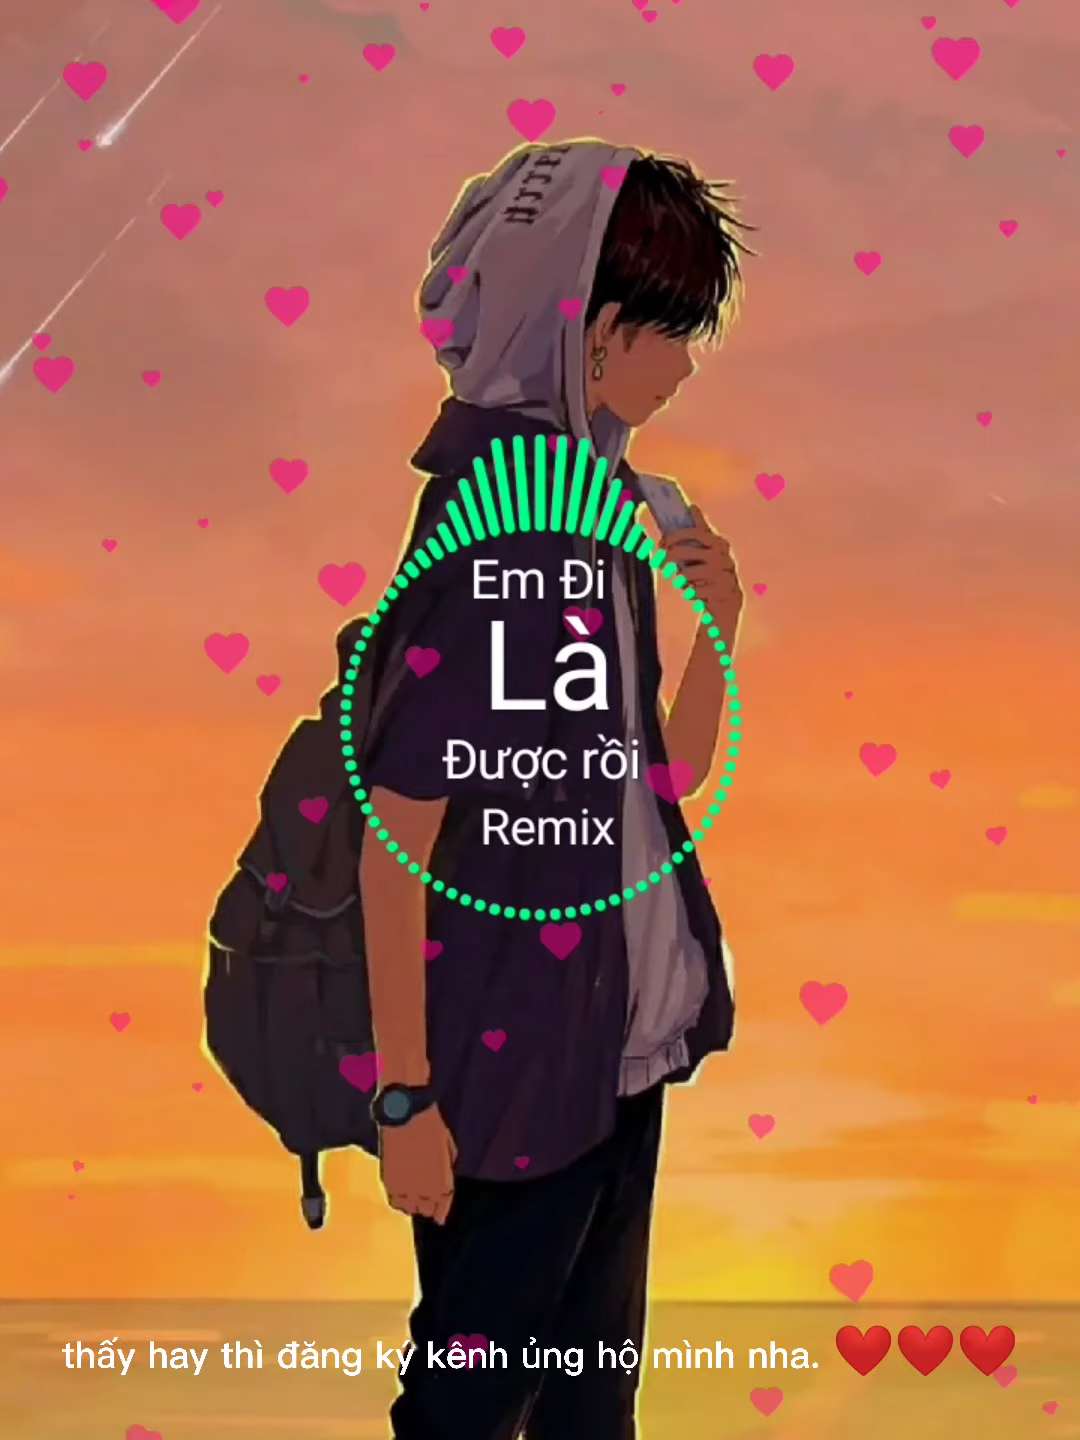 Em Đi
Là
Được rồi
Remix
thấy hay thì đăng ký kênh ủng hộ mình nha. ❤️❤️❤️